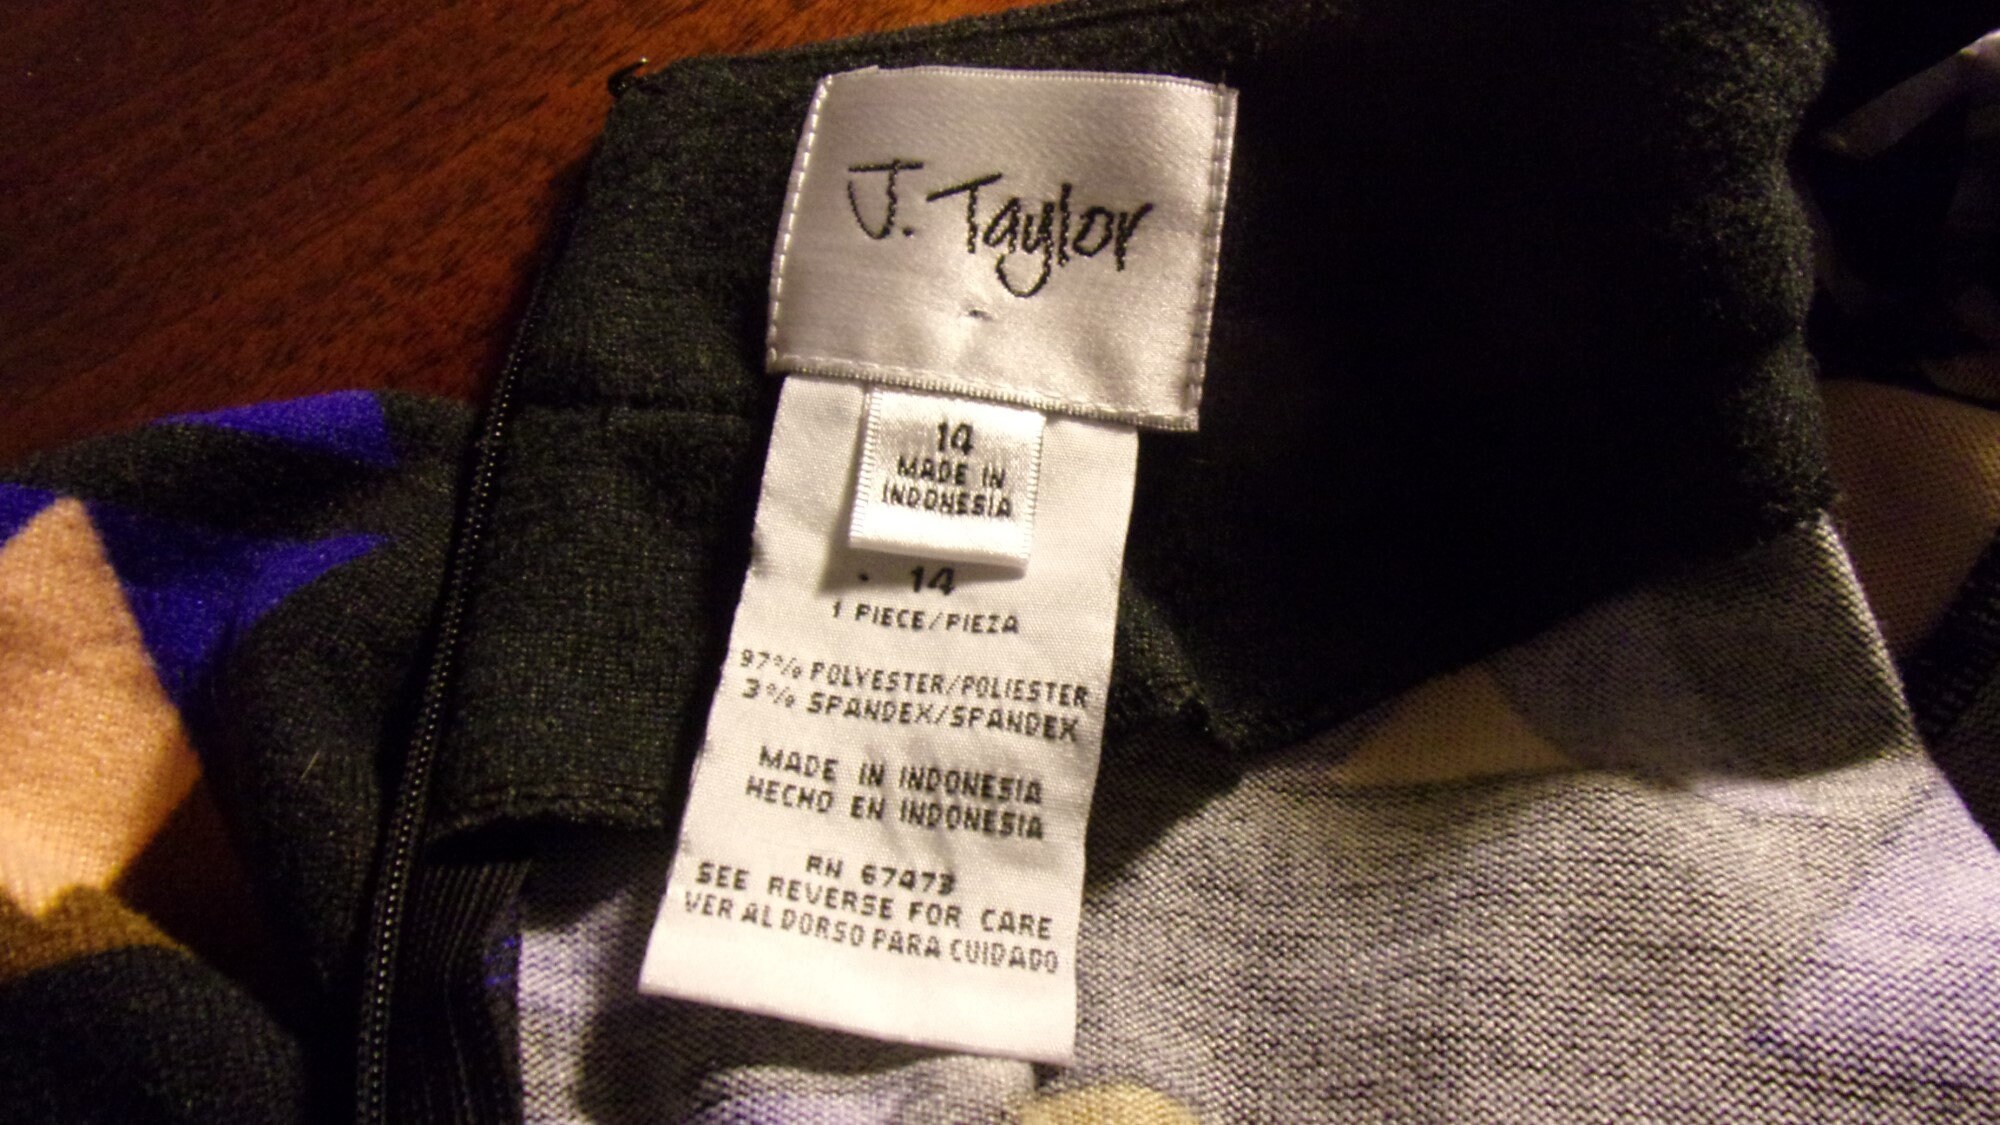 J. Taylor
14
MADE IN
INDONESIA
14
1 PIECE/PIEZA
97% POLYESTER/POLIESTER
3% SPANDEX/SPANDEX
MADE IN INDONESIA
HECHO EN INDONESIA
RN 67473
SEE REVERSE FOR CARE
VER AL DORSO PARA CUIDADO